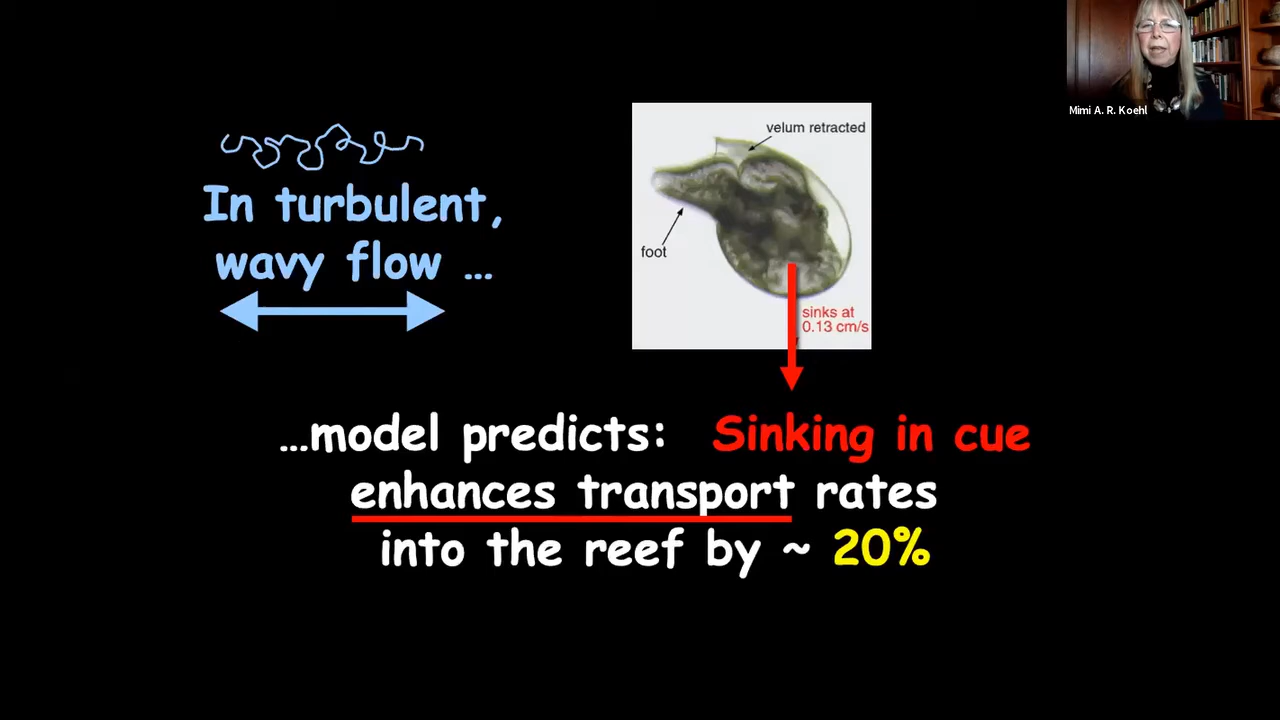 Mimi A. R. Koehl
In turbulent,
wavy flow ...
velum retracted
foot
sinks at
0.13 cm/s
...model predicts: Sinking in cue
enhances transport rates
into the reef by ~ 20%